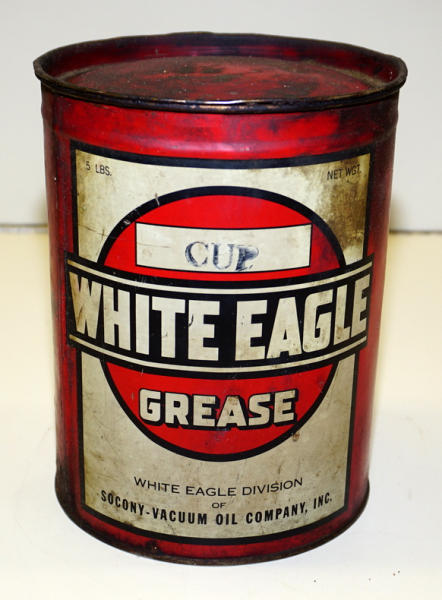 5 LBS. NET WGT.
CUP
WHITE EAGLE
GREASE
WHITE EAGLE DIVISION
OF
SOCONY-VACUUM OIL COMPANY, INC.